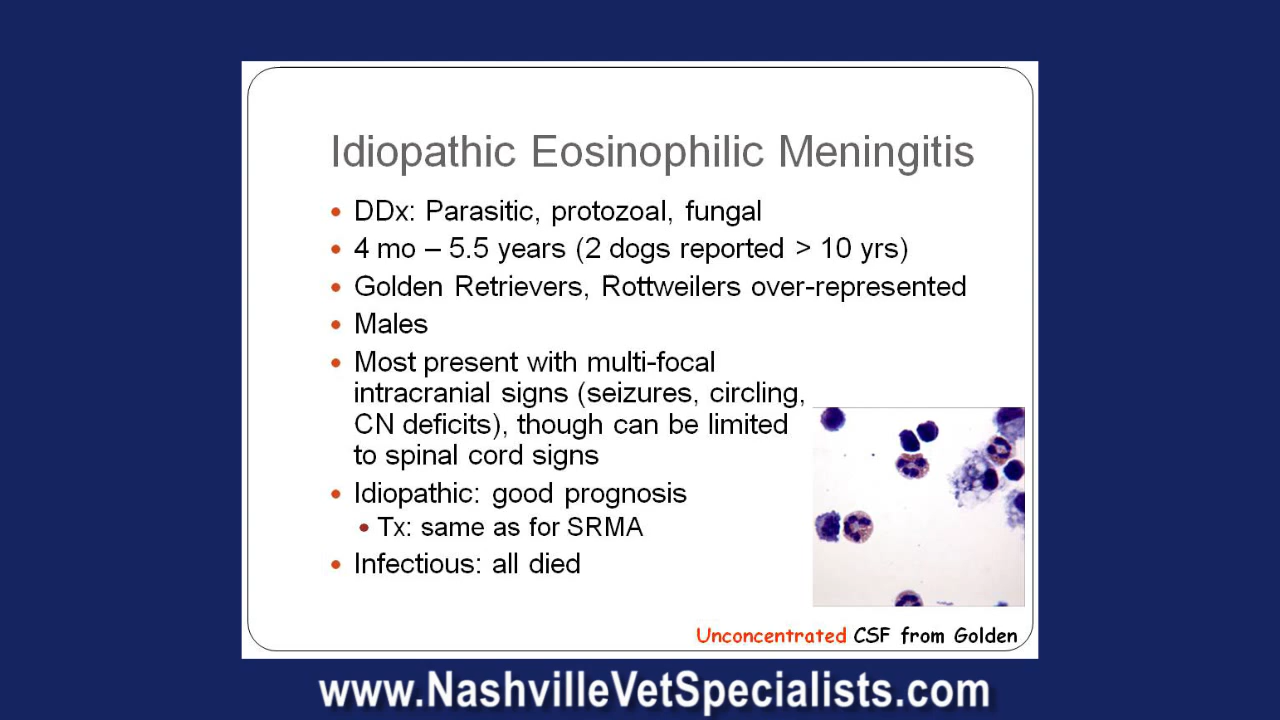 Idiopathic Eosinophilic Meningitis
• DDx: Parasitic, protozoal, fungal
• 4 mo – 5.5 years (2 dogs reported > 10 yrs)
• Golden Retrievers, Rottweilers over-represented
• Males
• Most present with multi-focal
intracranial signs (seizures, circling,
CN deficits), though can be limited
to spinal cord signs
• Idiopathic: good prognosis
• Tx: same as for SRMA
• Infectious: all died
Unconcentrated CSF from Golden
www.NashvilleVetSpecialists.com